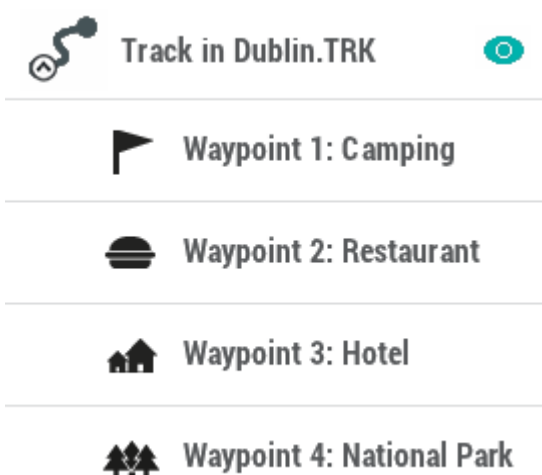 Track in Dublin.TRK
Waypoint 1: Camping
Waypoint 2: Restaurant
Waypoint 3: Hotel
Waypoint 4: National Park